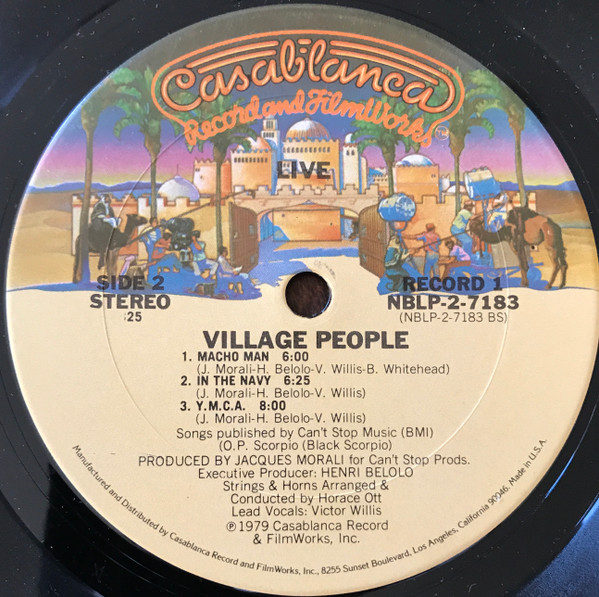 Casablanca
Record and FilmWorks™
LIVE
SIDE 2
STEREO
:25
RECORD 1
NBLP-2-7183
(NBLP-2-7183 BS)
VILLAGE PEOPLE
1. MACHO MAN 6:00
(J. Morali-H. Belolo-V. Willis-B. Whitehead)
2. IN THE NAVY 6:25
(J. Morali-H. Belolo-V. Willis)
3. Y.M.C.A. 8:00
(J. Morali-H. Belolo-V. Willis)
Songs published by Can't Stop Music (BMI)
(O.P. Scorpio (Black Scorpio)
PRODUCED BY JACQUES MORALI for Can't Stop Prods.
Executive Producer: HENRI BELOLO
Strings & Horns Arranged &
Conducted by Horace Ott
Lead Vocals: Victor Willis
℗ 1979 Casablanca Record
& FilmWorks, Inc.
Manufactured and Distributed by Casablanca Record and FilmWorks, Inc., 8255 Sunset Boulevard, Los Angeles, California 90046. Made in U.S.A.